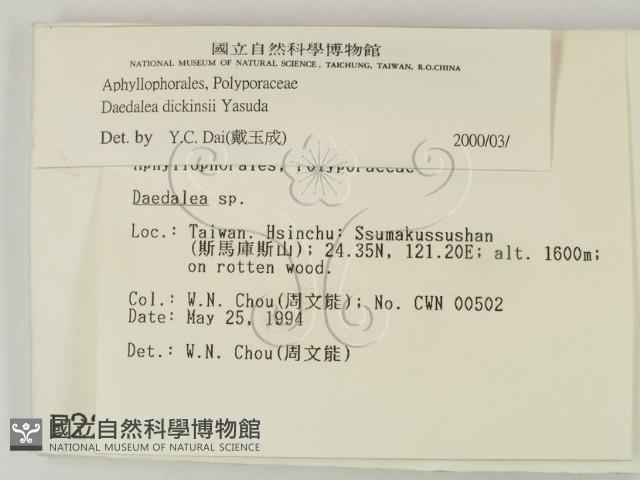 國立自然科學博物館
NATIONAL MUSEUM OF NATURAL SCIENCE, TAICHUNG, TAIWAN, R.O.CHINA
Aphyllophorales, Polyporaceae
Daedalea dickinsii Yasuda
Det. by Y.C. Dai(戴玉成) 2000/03/
Aphyllophorales, Polyporaceae
Daedalea sp.
Loc.: Taiwan. Hsinchu: Ssumakussushan
(斯馬庫斯山); 24.35N, 121.20E; alt. 1600m;
on rotten wood.
Col.: W.N. Chou(周文能); No. CWN 00502
Date: May 25, 1994
Det.: W.N. Chou(周文能)
國立自然科學博物館
NATIONAL MUSEUM OF NATURAL SCIENCE